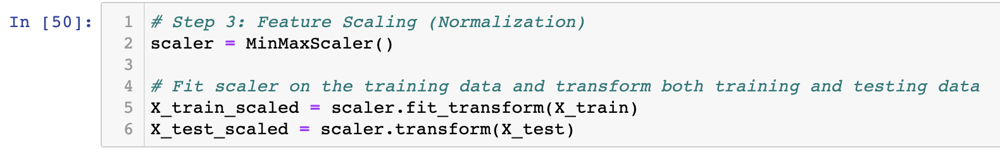 In [50]:
1 # Step 3: Feature Scaling (Normalization)
2 scaler = MinMaxScaler()
3
4 # Fit scaler on the training data and transform both training and testing data
5 X_train_scaled = scaler.fit_transform(X_train)
6 X_test_scaled = scaler.transform(X_test)